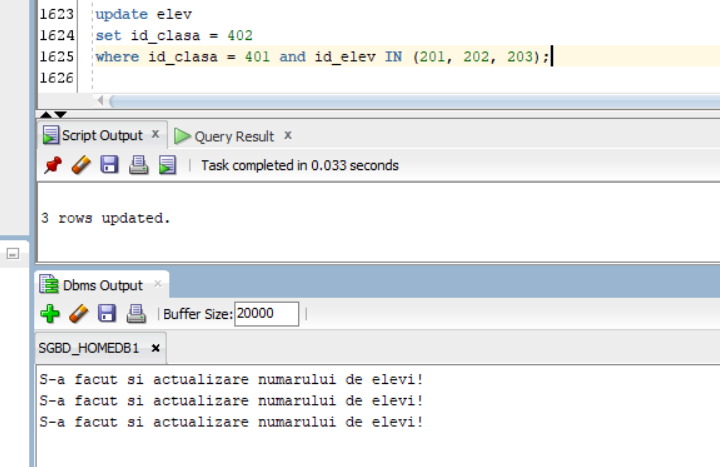 1623 update elev
1624 set id_clasa = 402
1625 where id_clasa = 401 and id_elev IN (201, 202, 203);
1626
Script Output x Query Result x
Task completed in 0.033 seconds
3 rows updated.
Dbms Output x
Buffer Size: 20000
SGBD_HOMEDB1 x
S-a facut si actualizare numarului de elevi!
S-a facut si actualizare numarului de elevi!
S-a facut si actualizare numarului de elevi!